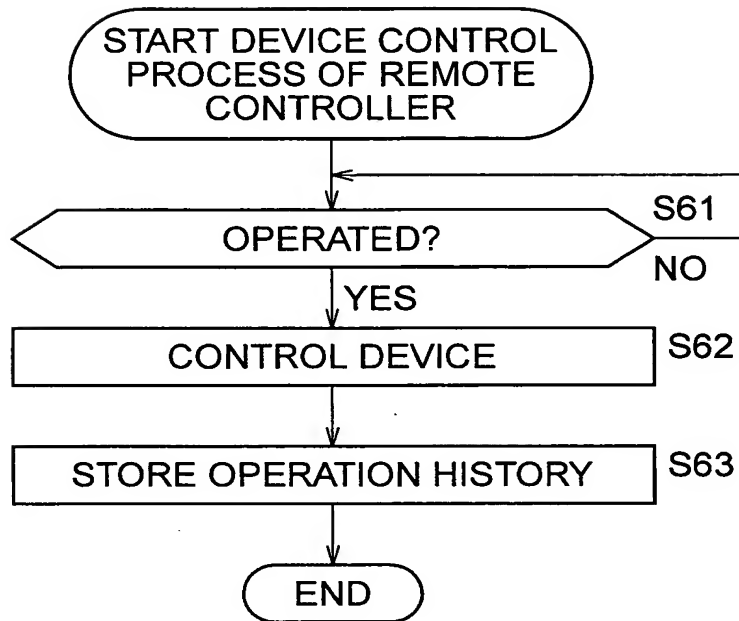 START DEVICE CONTROL
PROCESS OF REMOTE
CONTROLLER
S61
OPERATED?
NO
YES
S62
CONTROL DEVICE
S63
STORE OPERATION HISTORY
END